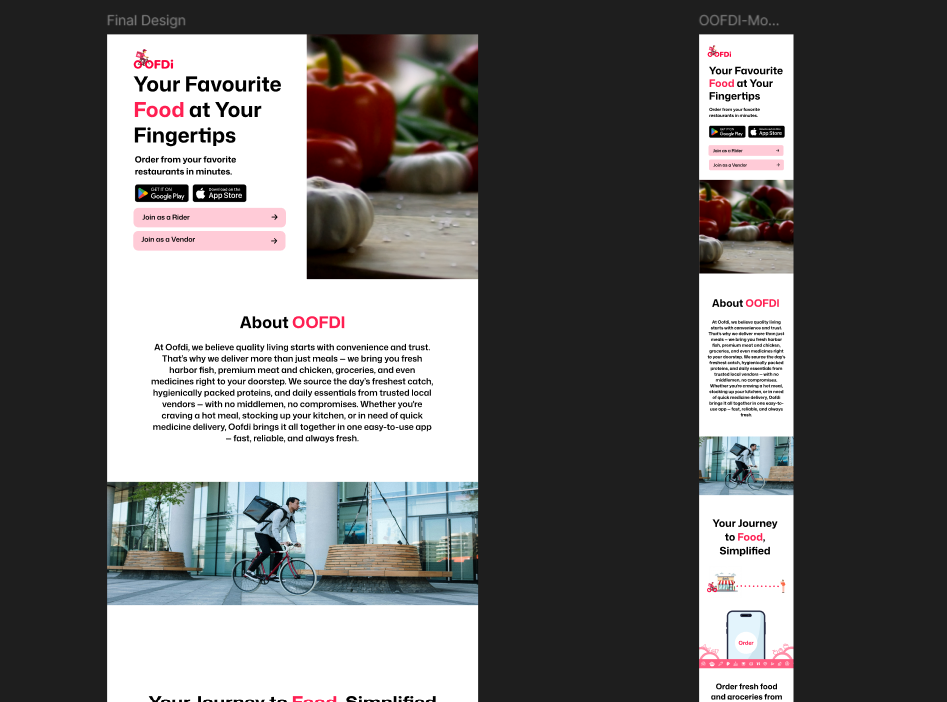 Final Design
OOFDi
Your Favourite
Food at Your
Fingertips
Order from your favorite
restaurants in minutes.
GET IT ON
Google Play
Download on the
App Store
Join as a Rider
Join as a Vendor
About OOFDI
At Oofdi, we believe quality living starts with convenience and trust.
That's why we deliver more than just meals — we bring you fresh
harbor fish, premium meat and chicken, groceries, and even
medicines right to your doorstep. We source the day's freshest catch,
hygienically packed proteins, and daily essentials from trusted local
vendors — with no middlemen, no compromises. Whether you're
craving a hot meal, stocking up your kitchen, or in need of quick
medicine delivery, Oofdi brings it all together in one easy-to-use app
— fast, reliable, and always fresh.
Your Journey to Food, Simplified
OOFDI-Mo...
OOFDi
Your Favourite
Food at Your
Fingertips
Order from your favorite
restaurants in minutes.
GET IT ON
Google Play
Download on the
App Store
Join as a Rider
Join as a Vendor
About OOFDI
At Oofdi, we believe quality living
starts with convenience and trust.
That's why we deliver more than just
meals — we bring you fresh harbor
fish, premium meat and chicken,
groceries, and even medicines right
to your doorstep. We source the day's
freshest catch, hygienically packed
proteins, and daily essentials from
trusted local vendors — with no
middlemen, no compromises.
Whether you're craving a hot meal,
stocking up your kitchen, or in need
of quick medicine delivery, Oofdi
brings it all together in one easy-to-
use app — fast, reliable, and always
fresh.
Your Journey
to Food,
Simplified
Order
Order fresh food
and groceries from